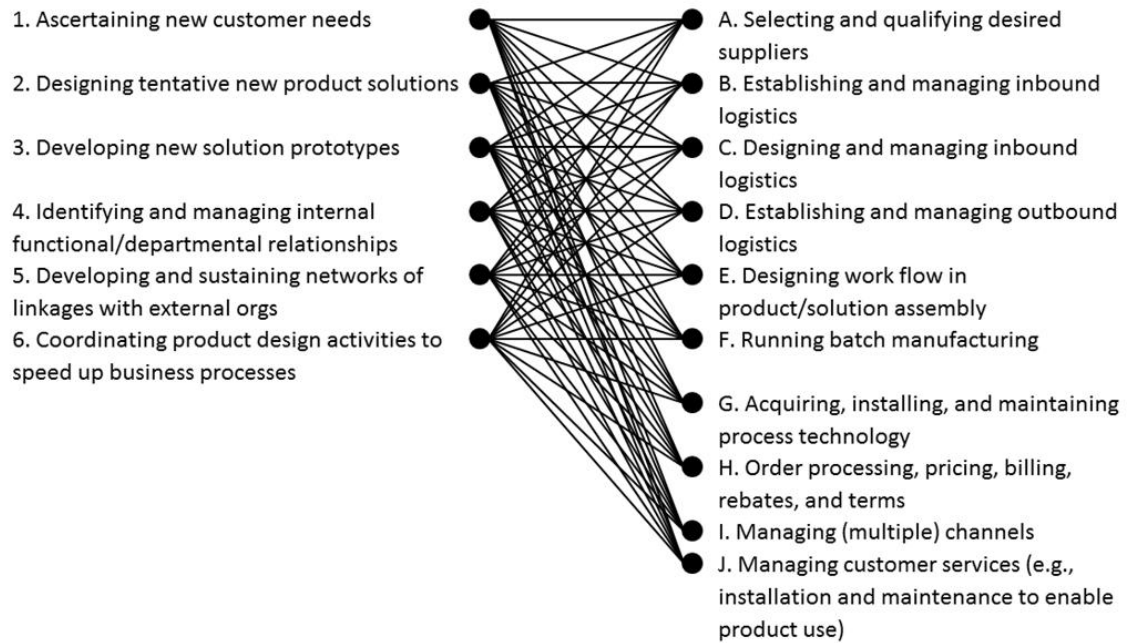 1. Ascertaining new customer needs
2. Designing tentative new product solutions
3. Developing new solution prototypes
4. Identifying and managing internal
functional/departmental relationships
5. Developing and sustaining networks of
linkages with external orgs
6. Coordinating product design activities to
speed up business processes
A. Selecting and qualifying desired
suppliers
B. Establishing and managing inbound
logistics
C. Designing and managing inbound
logistics
D. Establishing and managing outbound
logistics
E. Designing work flow in
product/solution assembly
F. Running batch manufacturing
G. Acquiring, installing, and maintaining
process technology
H. Order processing, pricing, billing,
rebates, and terms
I. Managing (multiple) channels
J. Managing customer services (e.g.,
installation and maintenance to enable
product use)